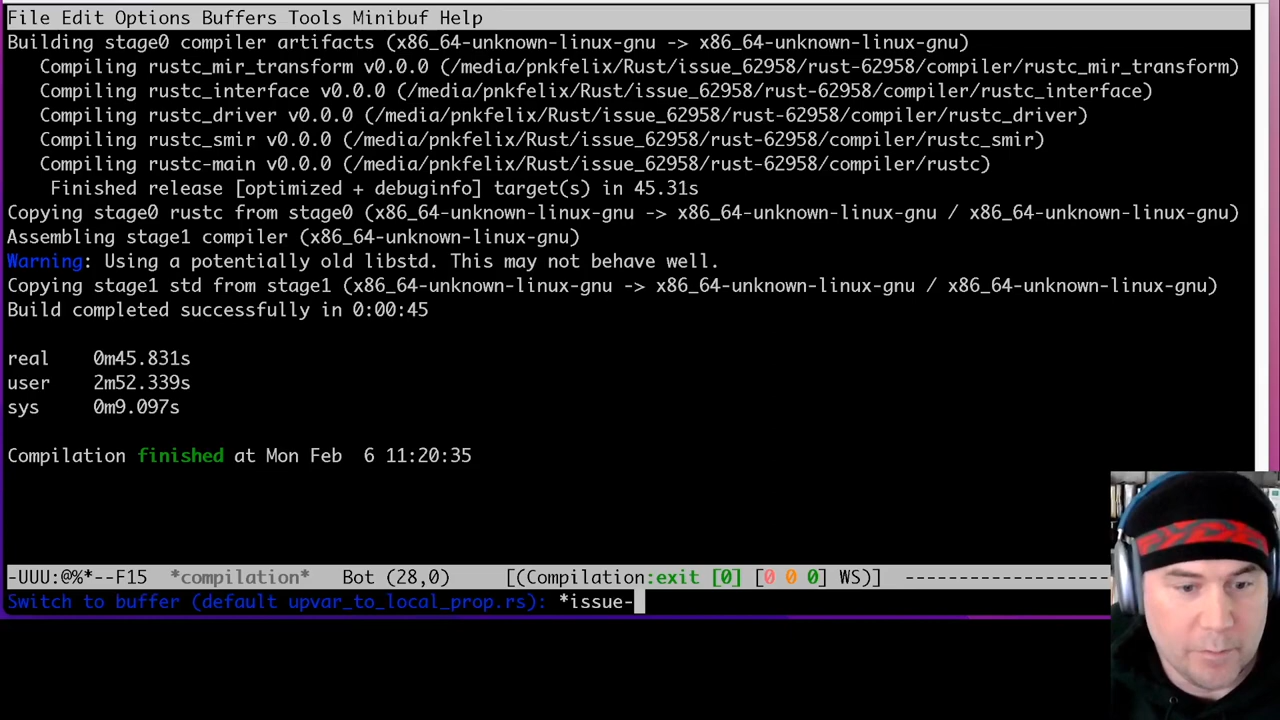 File Edit Options Buffers Tools Minibuf Help
Building stage0 compiler artifacts (x86_64-unknown-linux-gnu -> x86_64-unknown-linux-gnu)
Compiling rustc_mir_transform v0.0.0 (/media/pnkfelix/Rust/issue_62958/rust-62958/compiler/rustc_mir_transform)
Compiling rustc_interface v0.0.0 (/media/pnkfelix/Rust/issue_62958/rust-62958/compiler/rustc_interface)
Compiling rustc_driver v0.0.0 (/media/pnkfelix/Rust/issue_62958/rust-62958/compiler/rustc_driver)
Compiling rustc_smir v0.0.0 (/media/pnkfelix/Rust/issue_62958/rust-62958/compiler/rustc_smir)
Compiling rustc-main v0.0.0 (/media/pnkfelix/Rust/issue_62958/rust-62958/compiler/rustc)
Finished release [optimized + debuginfo] target(s) in 45.31s
Copying stage0 rustc from stage0 (x86_64-unknown-linux-gnu -> x86_64-unknown-linux-gnu / x86_64-unknown-linux-gnu)
Assembling stage1 compiler (x86_64-unknown-linux-gnu)
Warning: Using a potentially old libstd. This may not behave well.
Copying stage1 std from stage1 (x86_64-unknown-linux-gnu -> x86_64-unknown-linux-gnu / x86_64-unknown-linux-gnu)
Build completed successfully in 0:00:45
real 0m45.831s
user 2m52.339s
sys 0m9.097s
Compilation finished at Mon Feb 6 11:20:35
-UUU:@%*--F15 *compilation* Bot (28,0) [(Compilation:exit [0] [0 0 0] WS)] -------------------
Switch to buffer (default upvar_to_local_prop.rs): *issue-